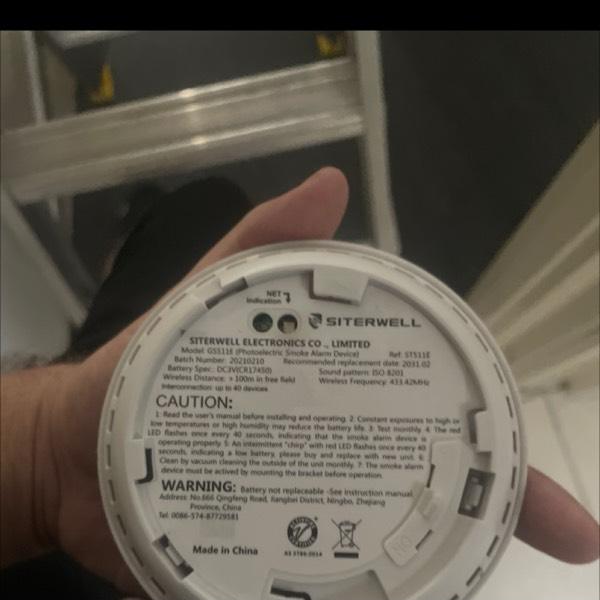 NET
Indication
SITERWELL
SITERWELL ELECTRONICS CO ., LIMITED
Model: GS511E (Photoelectric Smoke Alarm Device) Ref: ST511E
Batch Number: 20210210 Recommended replacement date: 2031.02
Battery Spec: DC3V(CR17450) Sound pattern: ISO 8201
Wireless Distance: >100m in free field Wireless Frequency: 433.42MHz
Interconnection: up to 40 devices
CAUTION:
1: Read the user's manual before installing and operating. 2: Constant exposures to high or
low temperatures or high humidity may reduce the battery life. 3: Test monthly. 4: The red
LED flashes once every 40 seconds, indicating that the smoke alarm device is
operating properly. 5: An intermittent "chirp" with red LED flashes once every 40
seconds, indicating a low battery, please buy and replace with new unit. 6:
Clean by vacuum cleaning the outside of the unit monthly. 7: The smoke alarm
device must be actived by mounting the bracket before operation.
WARNING: Battery not replaceable -See instruction manual.
Address: No.666 Qingfeng Road, Jiangbei District, Ningbo, Zhejiang
Province, China
Tel: 0086-574-87729581
Made in China
AS 3786:2014
NO